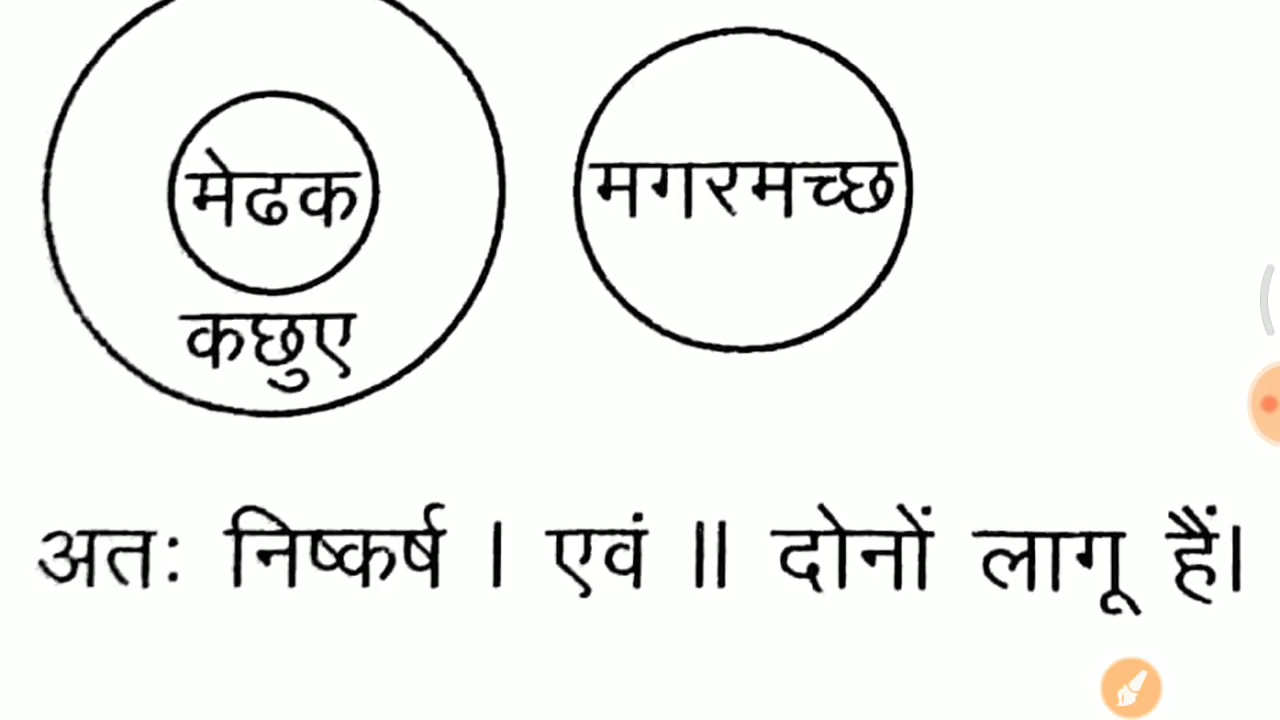 मेढक
मगरमच्छ
कछुए
अतः निष्कर्ष I एवं II दोनों लागू हैं।